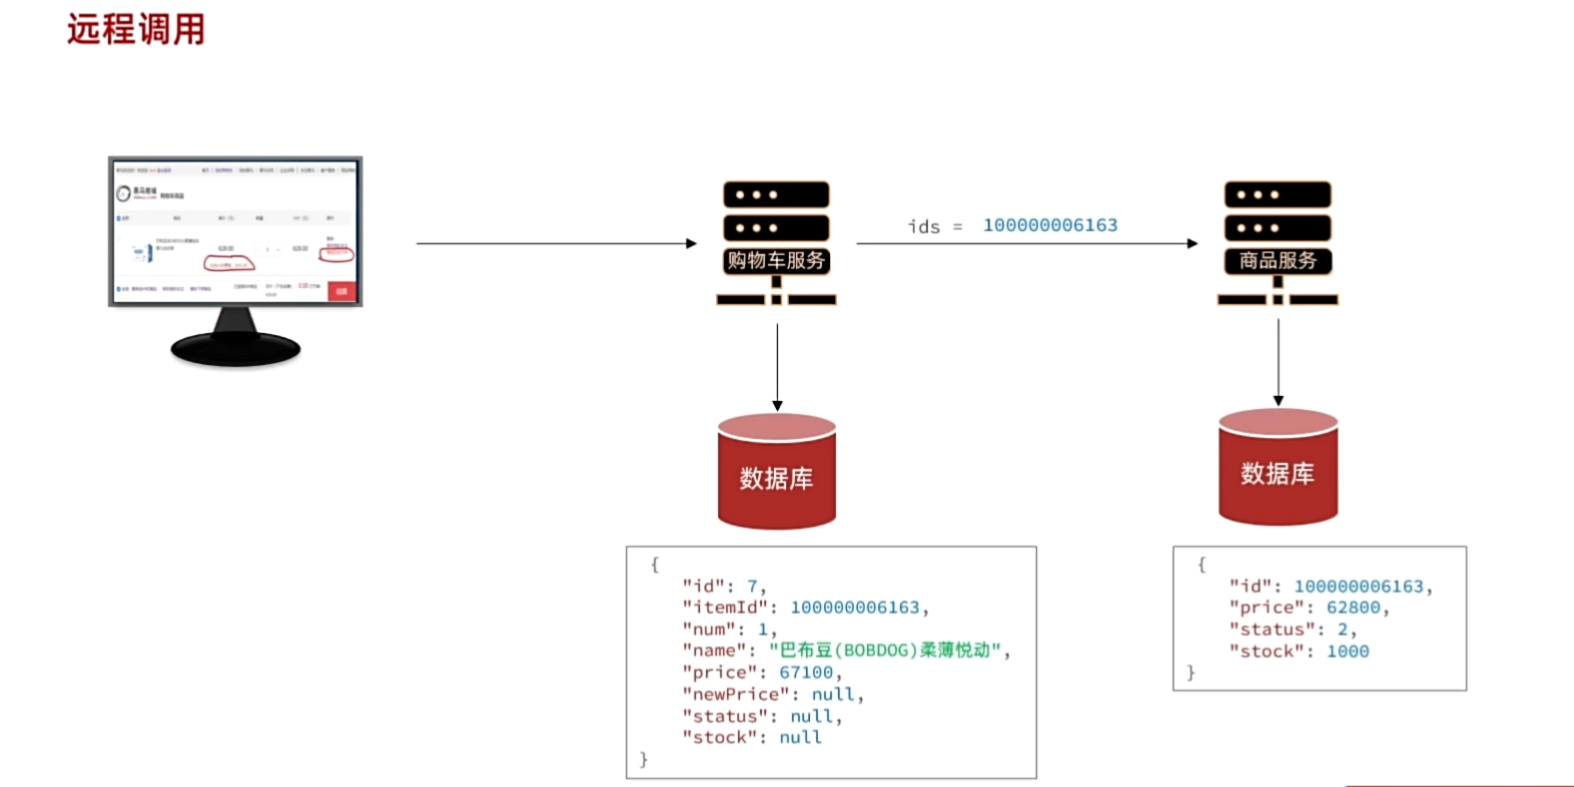 远程调用
购物车服务
ids = 100000006163
商品服务
数据库
数据库
{
"id": 7,
"itemId": 100000006163,
"num": 1,
"name": "巴布豆(BOBDOG)柔薄悦动",
"price": 67100,
"newPrice": null,
"status": null,
"stock": null
}
{
"id": 100000006163,
"price": 62800,
"status": 2,
"stock": 1000
}